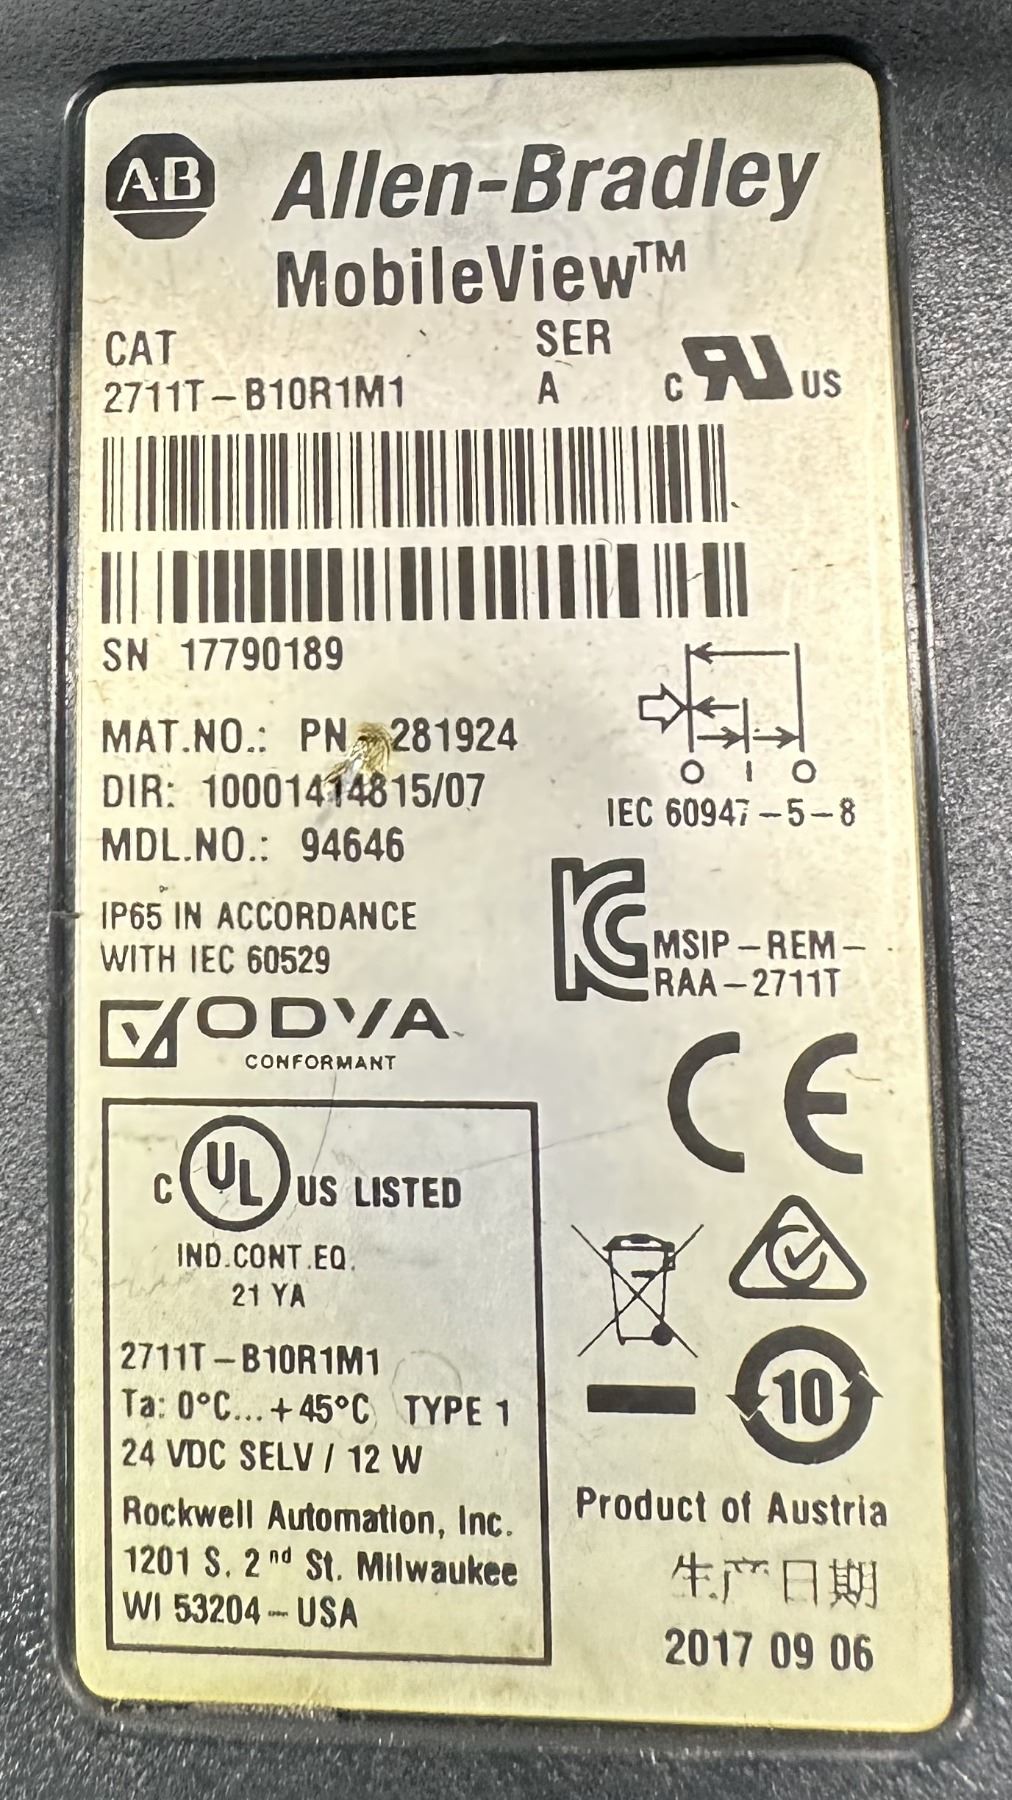 AB Allen-Bradley
MobileView™
CAT SER
2711T-B10R1M1 A c RU US
SN 17790189
MAT.NO.: PN-281924
DIR: 10001414815/07
MDL.NO.: 94646
O I O
IEC 60947-5-8
IP65 IN ACCORDANCE
WITH IEC 60529
KC MSIP-REM-
RAA-2711T
ODVA
CONFORMANT
CE
C UL US LISTED
IND.CONT.EQ.
21 YA
2711T-B10R1M1
Ta: 0°C...+45°C TYPE 1
24 VDC SELV / 12 W
Rockwell Automation, Inc.
1201 S. 2nd St. Milwaukee
WI 53204-USA
10
Product of Austria
生产日期
2017 09 06